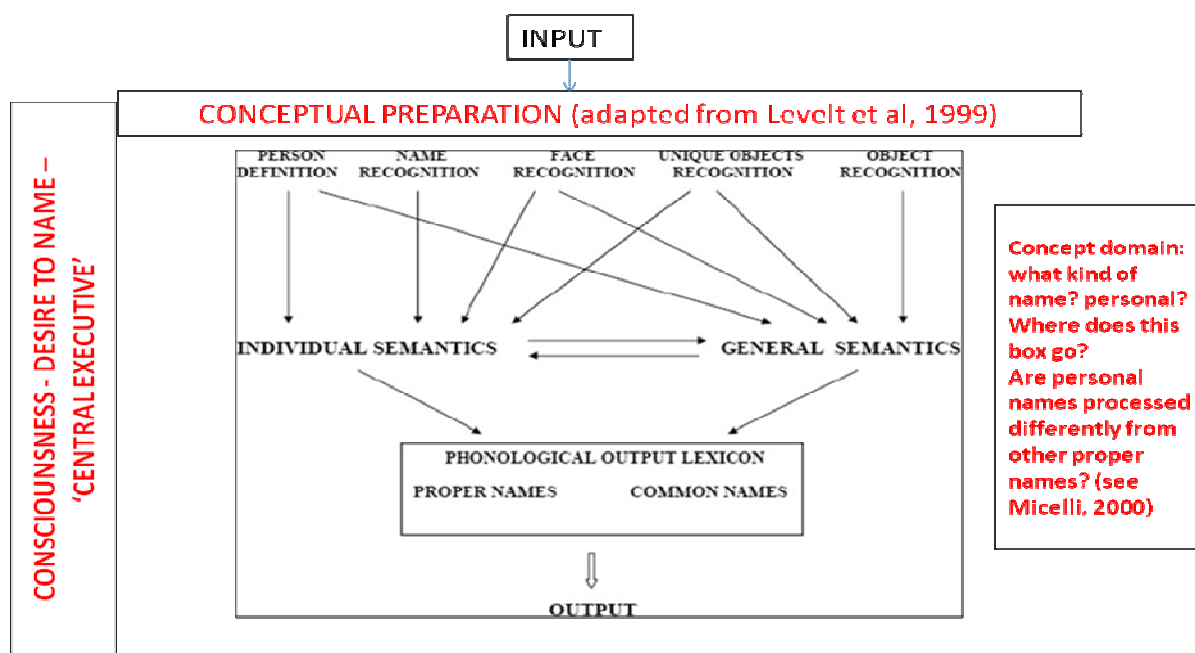 INPUT
CONCEPTUAL PREPARATION (adapted from Levelt et al, 1999)
CONSCIOUNSNESS - DESIRE TO NAME –
‘CENTRAL EXECUTIVE’
PERSON DEFINITION
NAME RECOGNITION
FACE RECOGNITION
UNIQUE OBJECTS RECOGNITION
OBJECT RECOGNITION
INDIVIDUAL SEMANTICS
GENERAL SEMANTICS
PHONOLOGICAL OUTPUT LEXICON
PROPER NAMES
COMMON NAMES
OUTPUT
Concept domain:
what kind of
name? personal?
Where does this
box go?
Are personal
names processed
differently from
other proper
names? (see
Micelli, 2000)